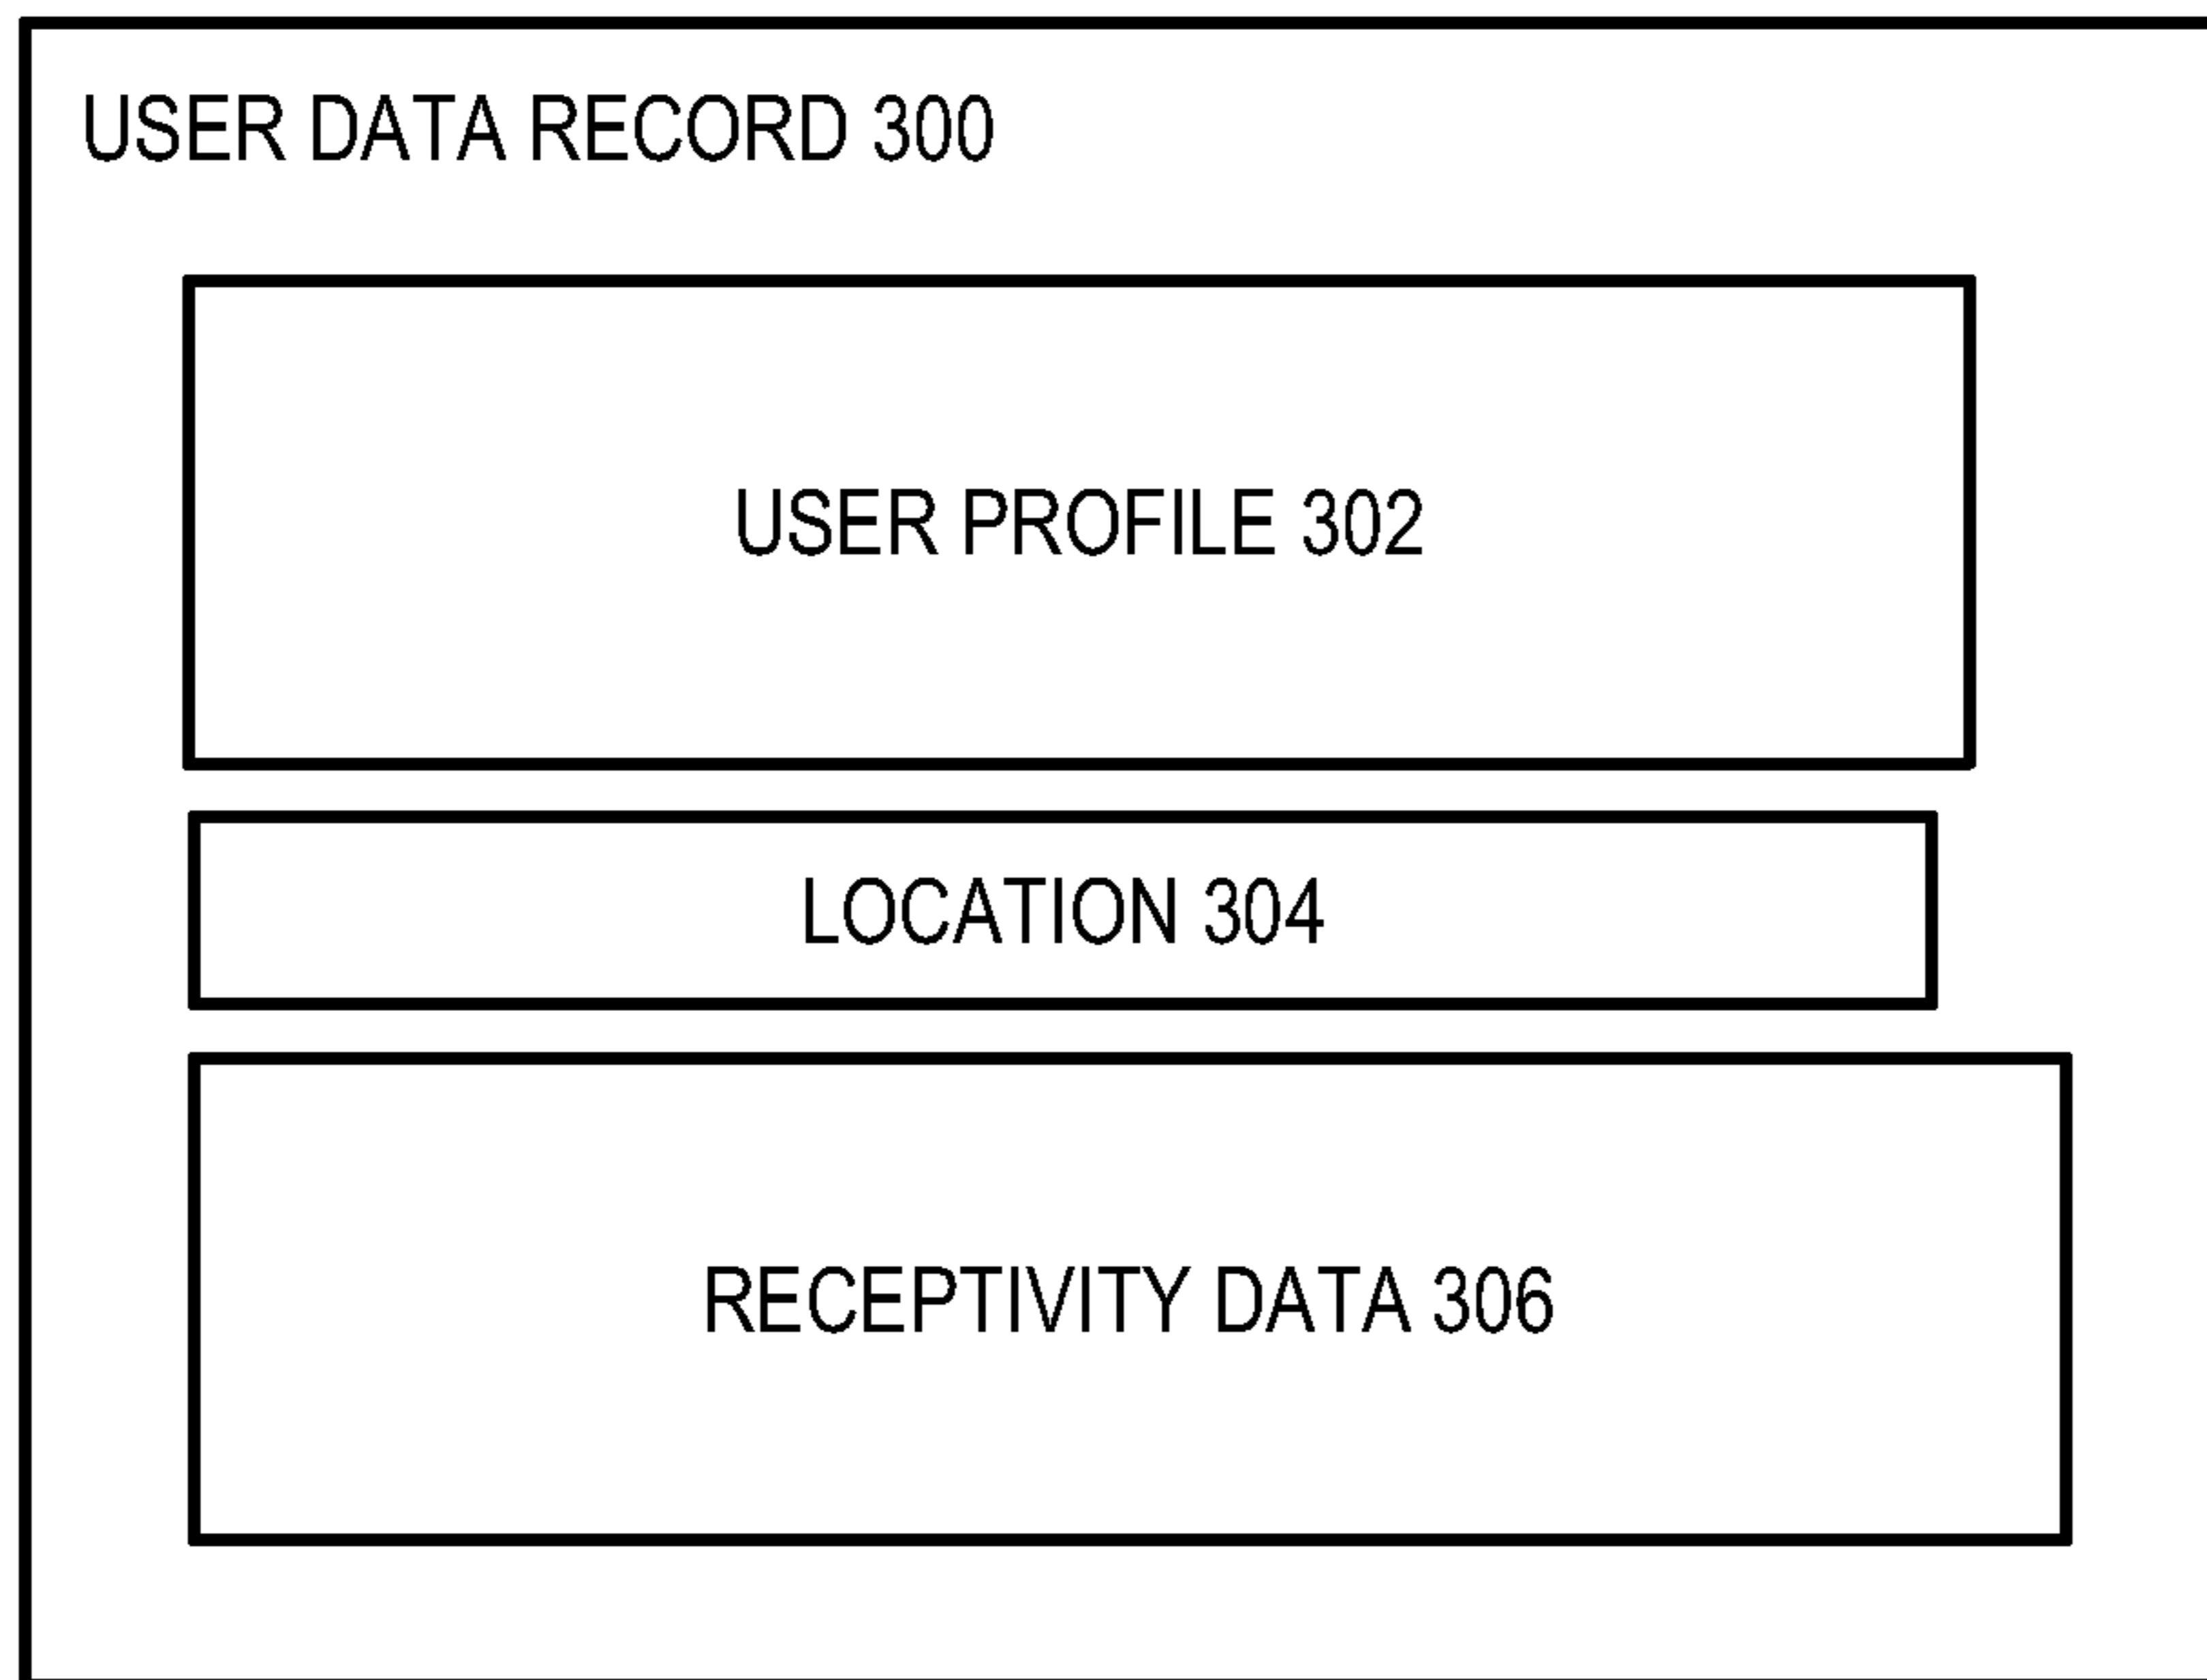 USER DATA RECORD 300
USER PROFILE 302
LOCATION 304
RECEPTIVITY DATA 306